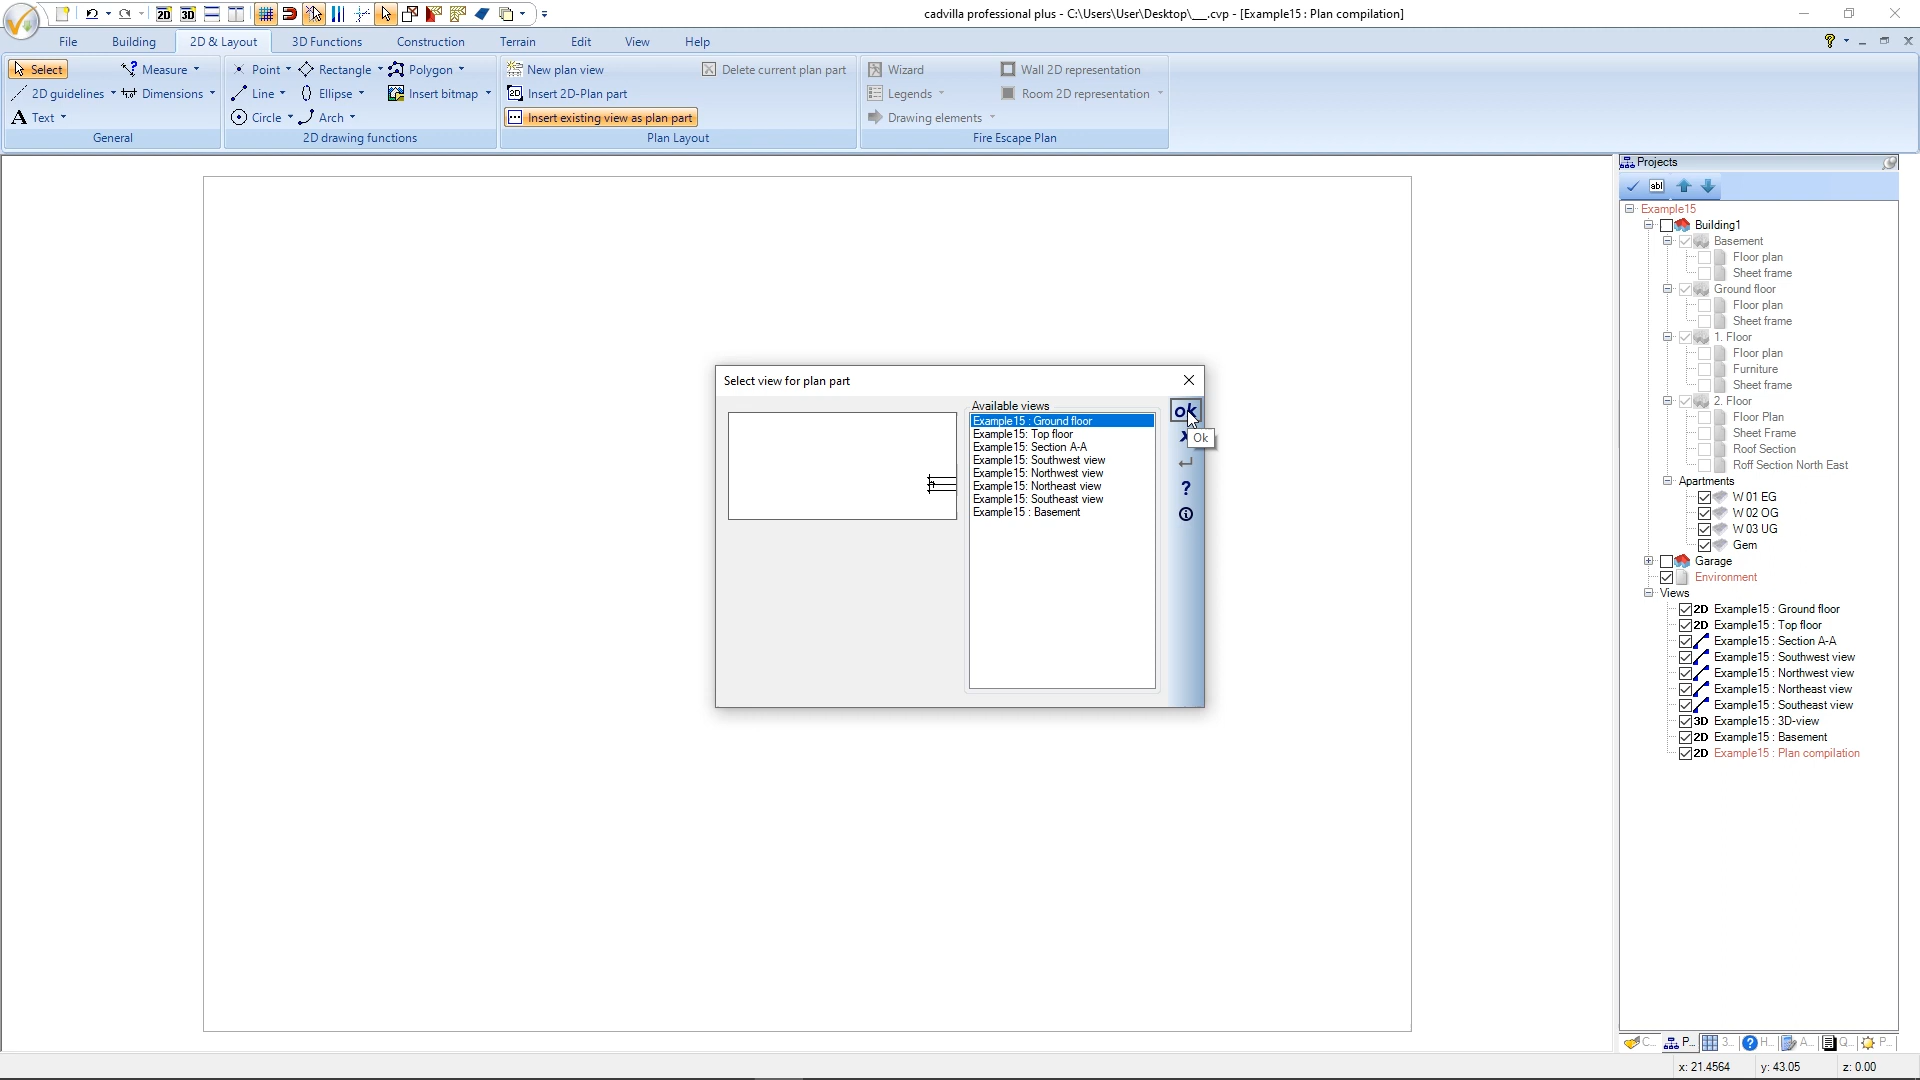 cadvilla professional plus - C:\Users\User\Desktop\___.cvp - [Example15 : Plan compilation]
File Building 2D & Layout 3D Functions Construction Terrain Edit View Help
Select Measure Point Rectangle Polygon New plan view Delete current plan part Wizard Wall 2D representation
2D guidelines Dimensions Line Ellipse Insert bitmap Insert 2D-Plan part Legends Room 2D representation
Text Circle Arch Insert existing view as plan part Drawing elements
General 2D drawing functions Plan Layout Fire Escape Plan
Projects
abl
Example15
Building1
Basement
Floor plan
Sheet frame
Ground floor
Floor plan
Sheet frame
1. Floor
Floor plan
Furniture
Sheet frame
2. Floor
Floor Plan
Sheet Frame
Roof Section
Roff Section North East
Apartments
W 01 EG
W 02 OG
W 03 UG
Gem
Garage
Environment
Views
2D Example15 : Ground floor
2D Example15 : Top floor
Example15 : Section A-A
Example15 : Southwest view
Example15 : Northwest view
Example15 : Northeast view
Example15 : Southeast view
3D Example15 : 3D-view
2D Example15 : Basement
2D Example15 : Plan compilation
Select view for plan part
Available views
Example15 : Ground floor
Example15: Top floor
Example15: Section A-A
Example15: Southwest view
Example15: Northwest view
Example15: Northeast view
Example15: Southeast view
Example15 : Basement
ok
Ok
?
C... P... 3... H... A... Q... P...
x: 21.4564 y: 43.05 z: 0.00